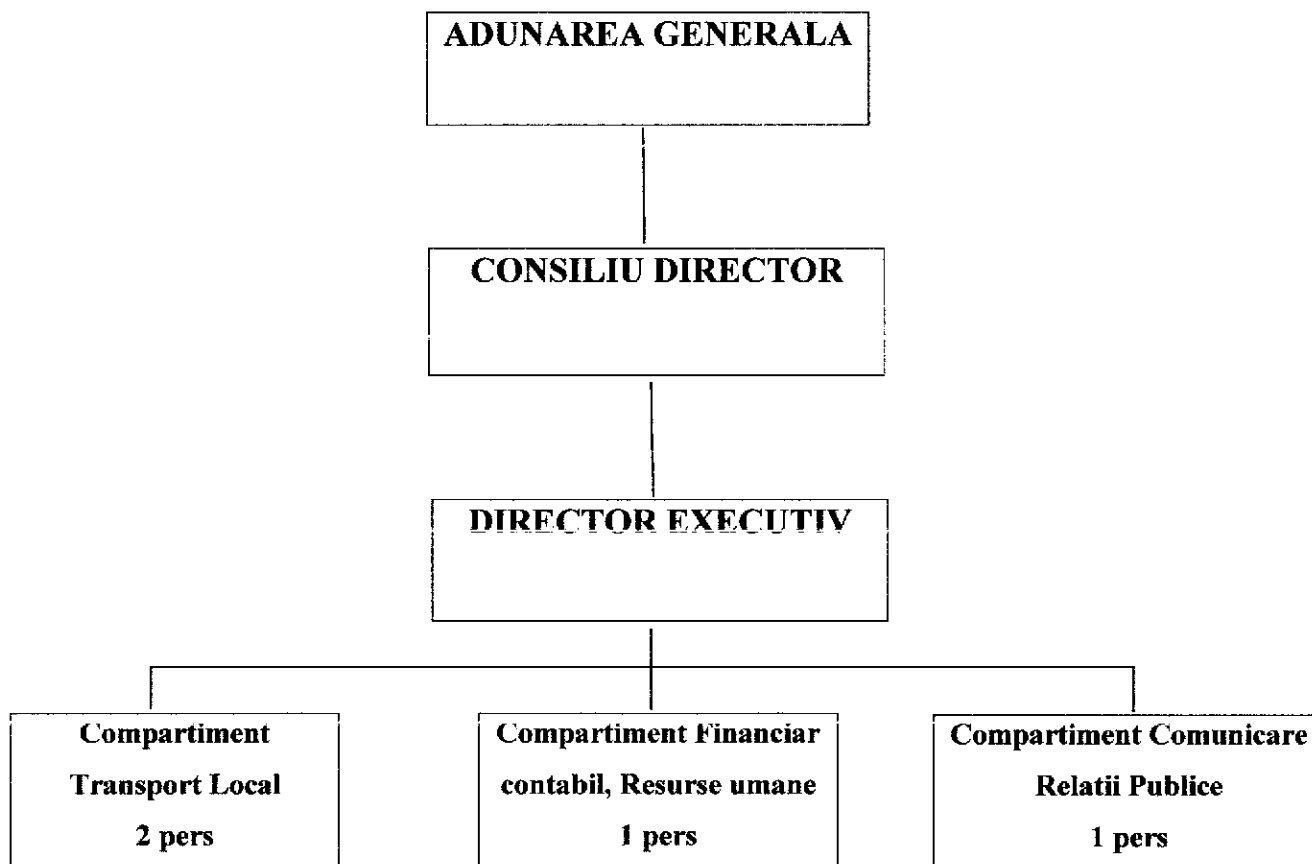 ADUNAREA GENERALA
CONSILIU DIRECTOR
DIRECTOR EXECUTIV
Compartiment
Transport Local
2 pers
Compartiment Financiar
contabil, Resurse umane
1 pers
Compartiment Comunicare
Relatii Publice
1 pers